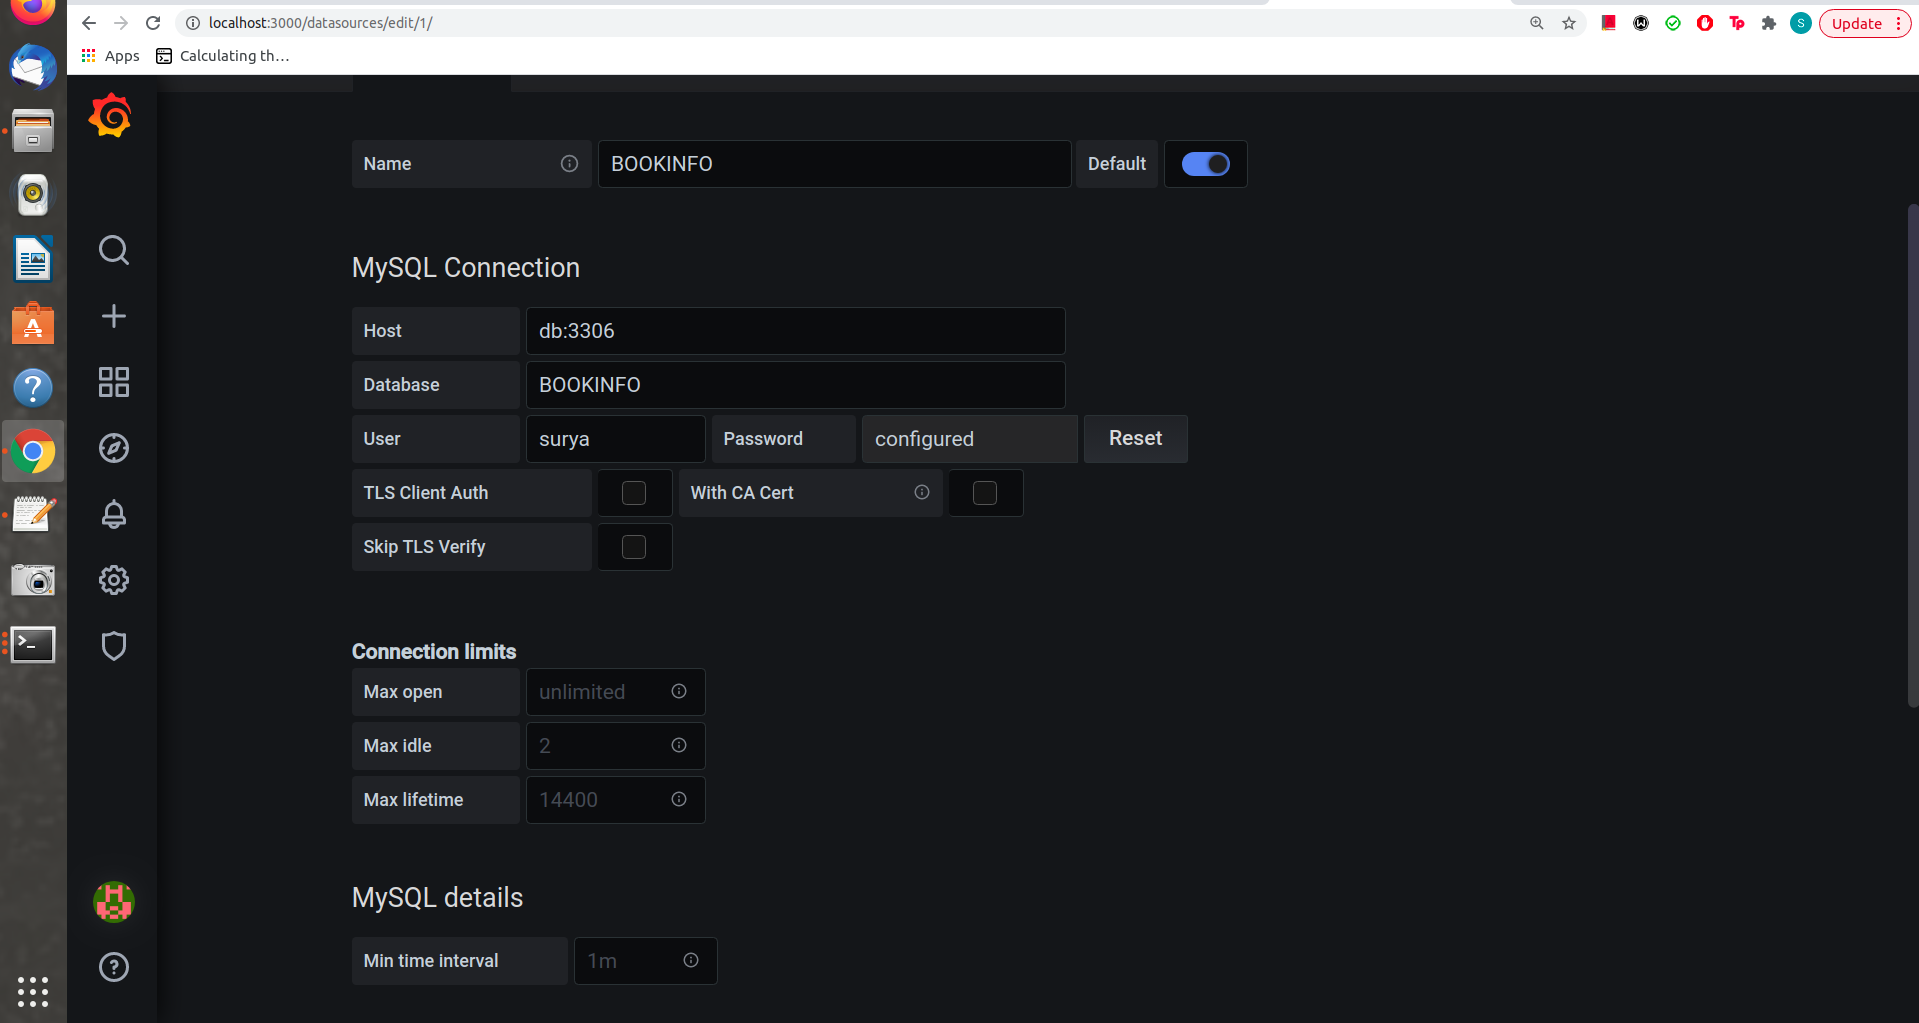 localhost:3000/datasources/edit/1/
W
Tp
S
Update
Apps
Calculating th...
Name
BOOKINFO
Default
MySQL Connection
Host
db:3306
Database
BOOKINFO
User
surya
Password
configured
Reset
TLS Client Auth
With CA Cert
Skip TLS Verify
Connection limits
Max open
unlimited
Max idle
2
Max lifetime
14400
MySQL details
Min time interval
1m